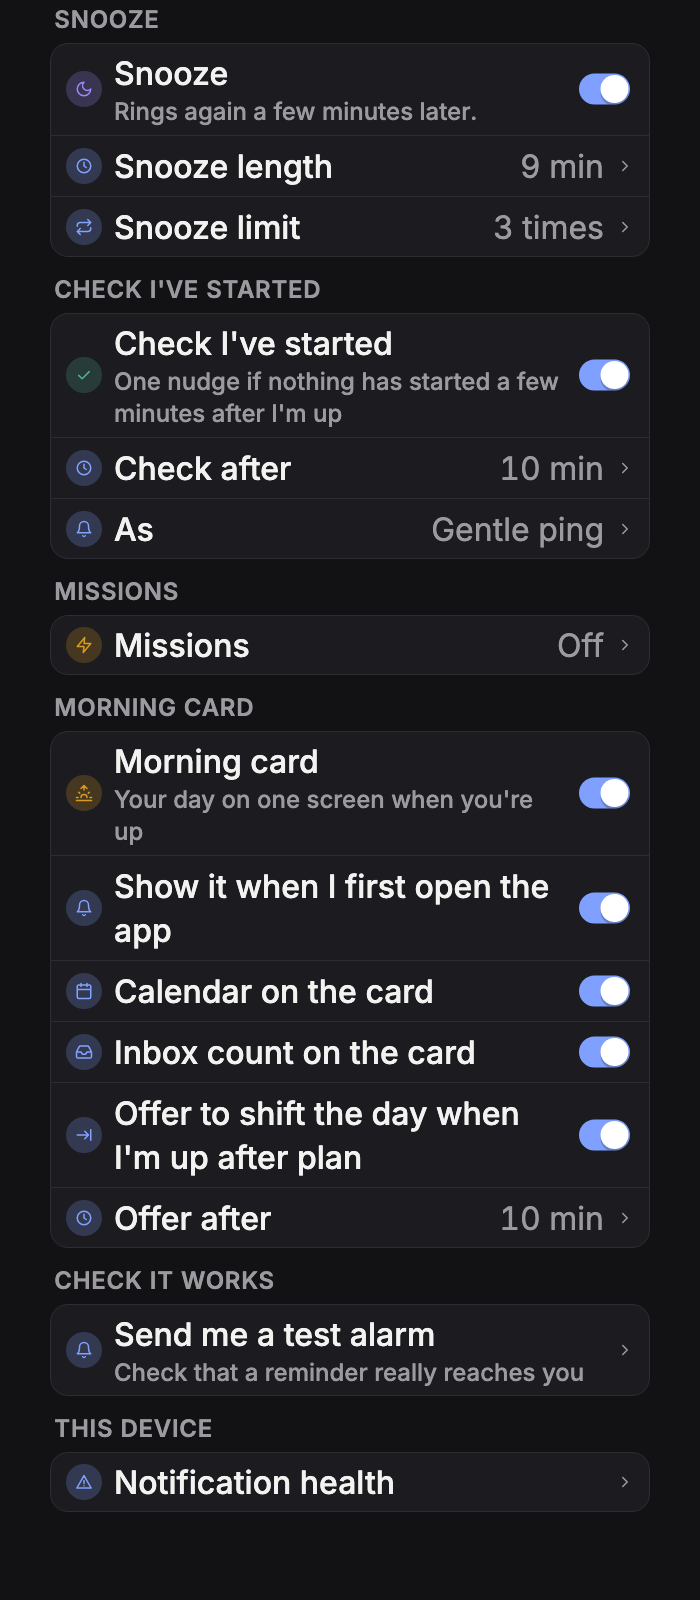 SNOOZE
Snooze
Rings again a few minutes later.
Snooze length 9 min
Snooze limit 3 times
CHECK I'VE STARTED
Check I've started
One nudge if nothing has started a few
minutes after I'm up
Check after 10 min
As Gentle ping
MISSIONS
Missions Off
MORNING CARD
Morning card
Your day on one screen when you're
up
Show it when I first open the
app
Calendar on the card
Inbox count on the card
Offer to shift the day when
I'm up after plan
Offer after 10 min
CHECK IT WORKS
Send me a test alarm
Check that a reminder really reaches you
THIS DEVICE
Notification health